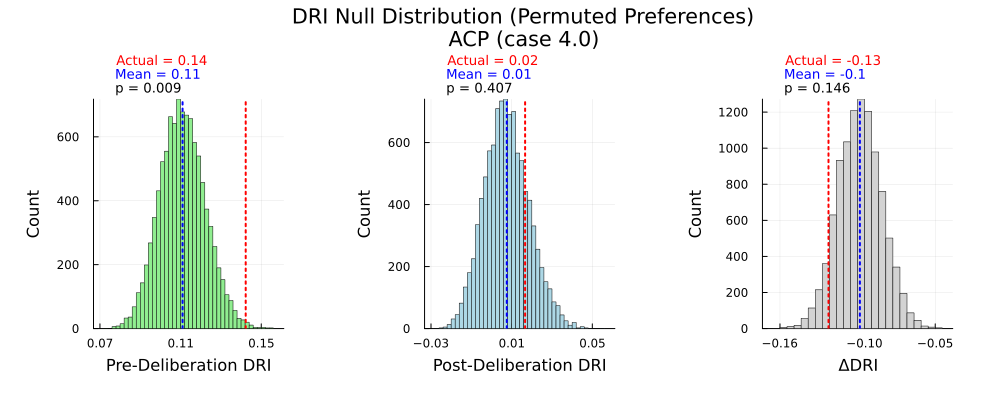 DRI Null Distribution (Permuted Preferences)
ACP (case 4.0)
Actual = 0.14
Mean = 0.11
p = 0.009
Count
600
400
200
0
0.07
0.11
0.15
Pre-Deliberation DRI
Actual = 0.02
Mean = 0.01
p = 0.407
Count
600
400
200
0
−0.03
0.01
0.05
Post-Deliberation DRI
Actual = -0.13
Mean = -0.1
p = 0.146
Count
1200
1000
800
600
400
200
0
−0.16
−0.10
−0.05
ΔDRI